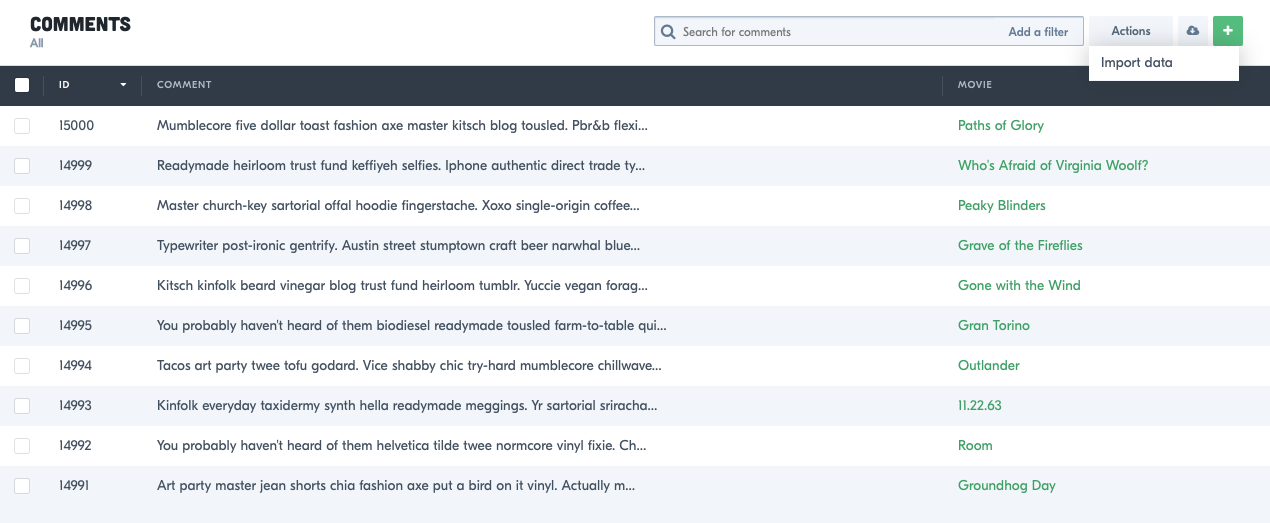 COMMENTS
All
Search for comments Add a filter Actions
Import data
ID COMMENT MOVIE
15000 Mumblecore five dollar toast fashion axe master kitsch blog tousled. Pbr&b flexi... Paths of Glory
14999 Readymade heirloom trust fund keffiyeh selfies. Iphone authentic direct trade ty... Who's Afraid of Virginia Woolf?
14998 Master church-key sartorial offal hoodie fingerstache. Xoxo single-origin coffee... Peaky Blinders
14997 Typewriter post-ironic gentrify. Austin street stumptown craft beer narwhal blue... Grave of the Fireflies
14996 Kitsch kinfolk beard vinegar blog trust fund heirloom tumblr. Yuccie vegan forag... Gone with the Wind
14995 You probably haven't heard of them biodiesel readymade tousled farm-to-table qui... Gran Torino
14994 Tacos art party twee tofu godard. Vice shabby chic try-hard mumblecore chillwave... Outlander
14993 Kinfolk everyday taxidermy synth hella readymade meggings. Yr sartorial sriracha... 11.22.63
14992 You probably haven't heard of them helvetica tilde twee normcore vinyl fixie. Ch... Room
14991 Art party master jean shorts chia fashion axe put a bird on it vinyl. Actually m... Groundhog Day